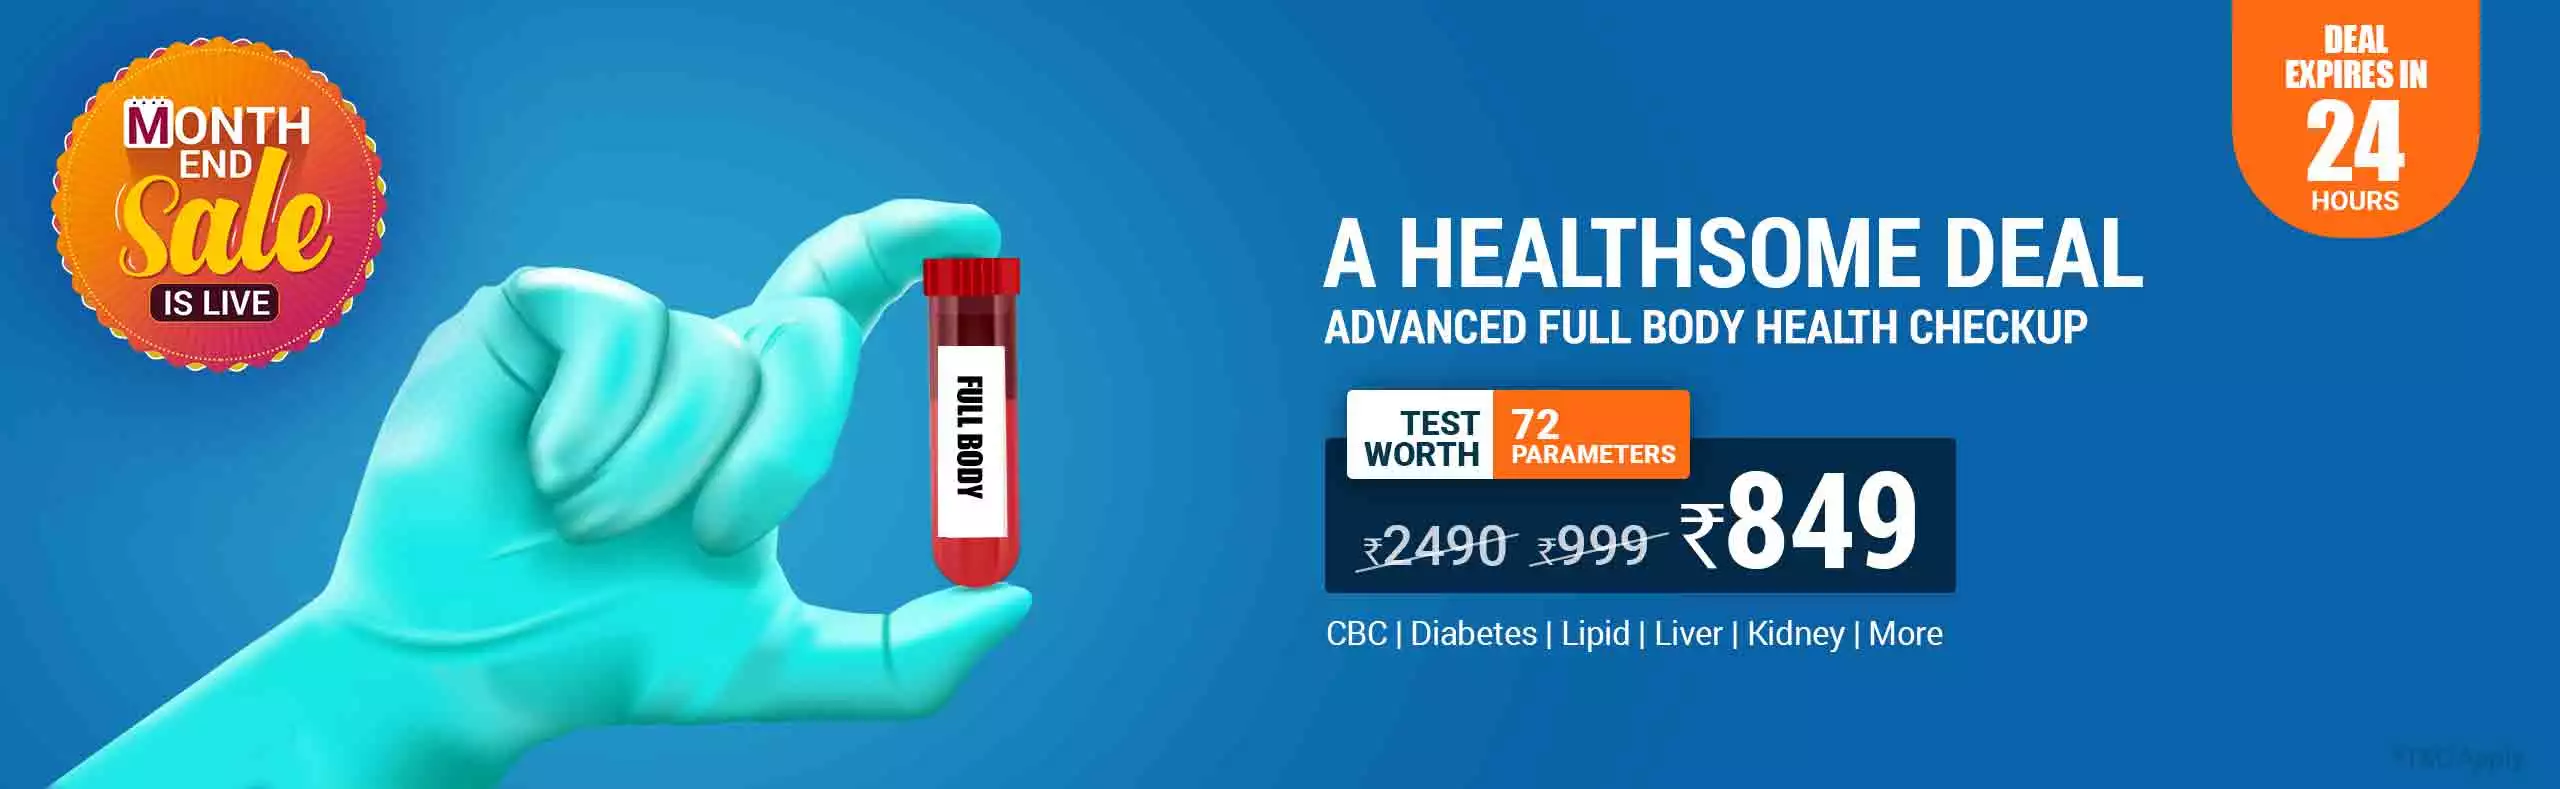 MONTH
END
Sale
IS LIVE
FULL BODY
DEAL
EXPIRES IN
24
HOURS
A HEALTHSOME DEAL
ADVANCED FULL BODY HEALTH CHECKUP
TEST
WORTH
72
PARAMETERS
₹2490 ₹999 ₹849
CBC | Diabetes | Lipid | Liver | Kidney | More
*T&C Apply